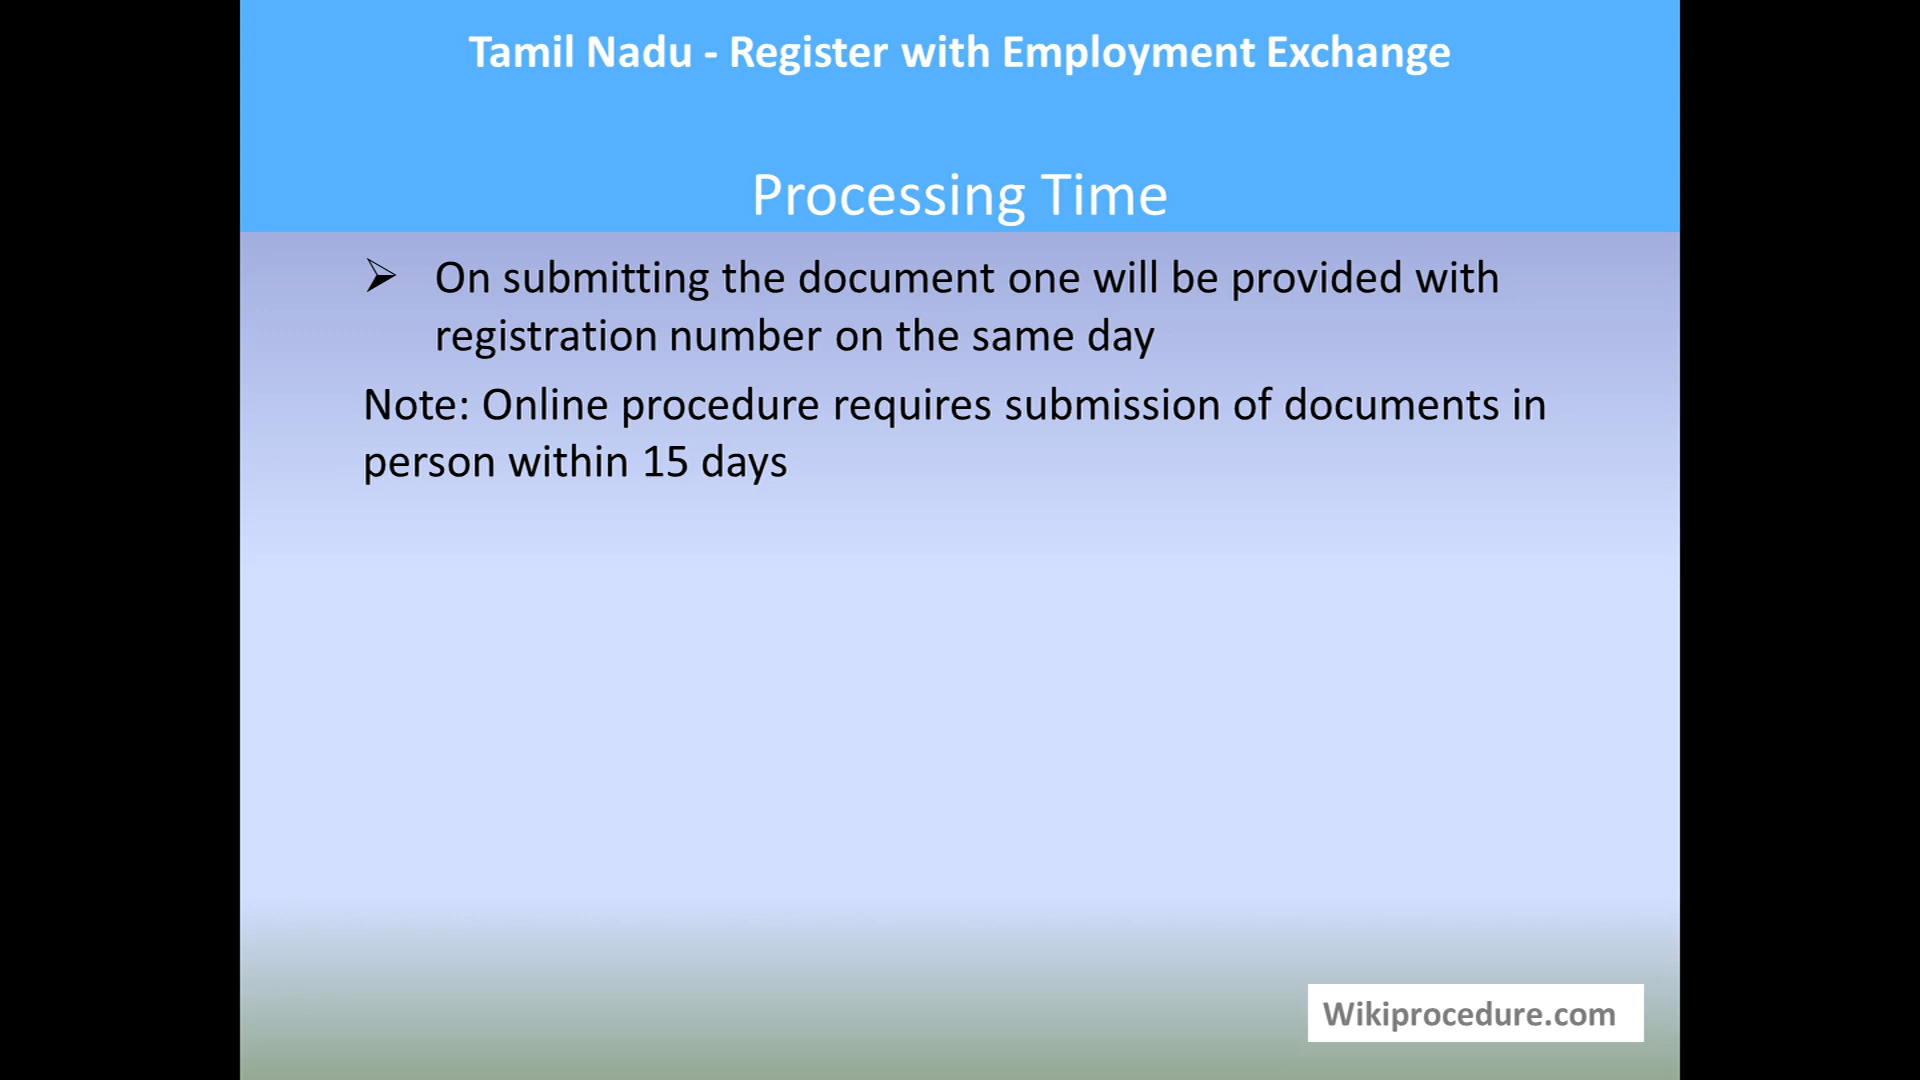 Tamil Nadu - Register with Employment Exchange
Processing Time
➢ On submitting the document one will be provided with
registration number on the same day
Note: Online procedure requires submission of documents in
person within 15 days
Wikiprocedure.com